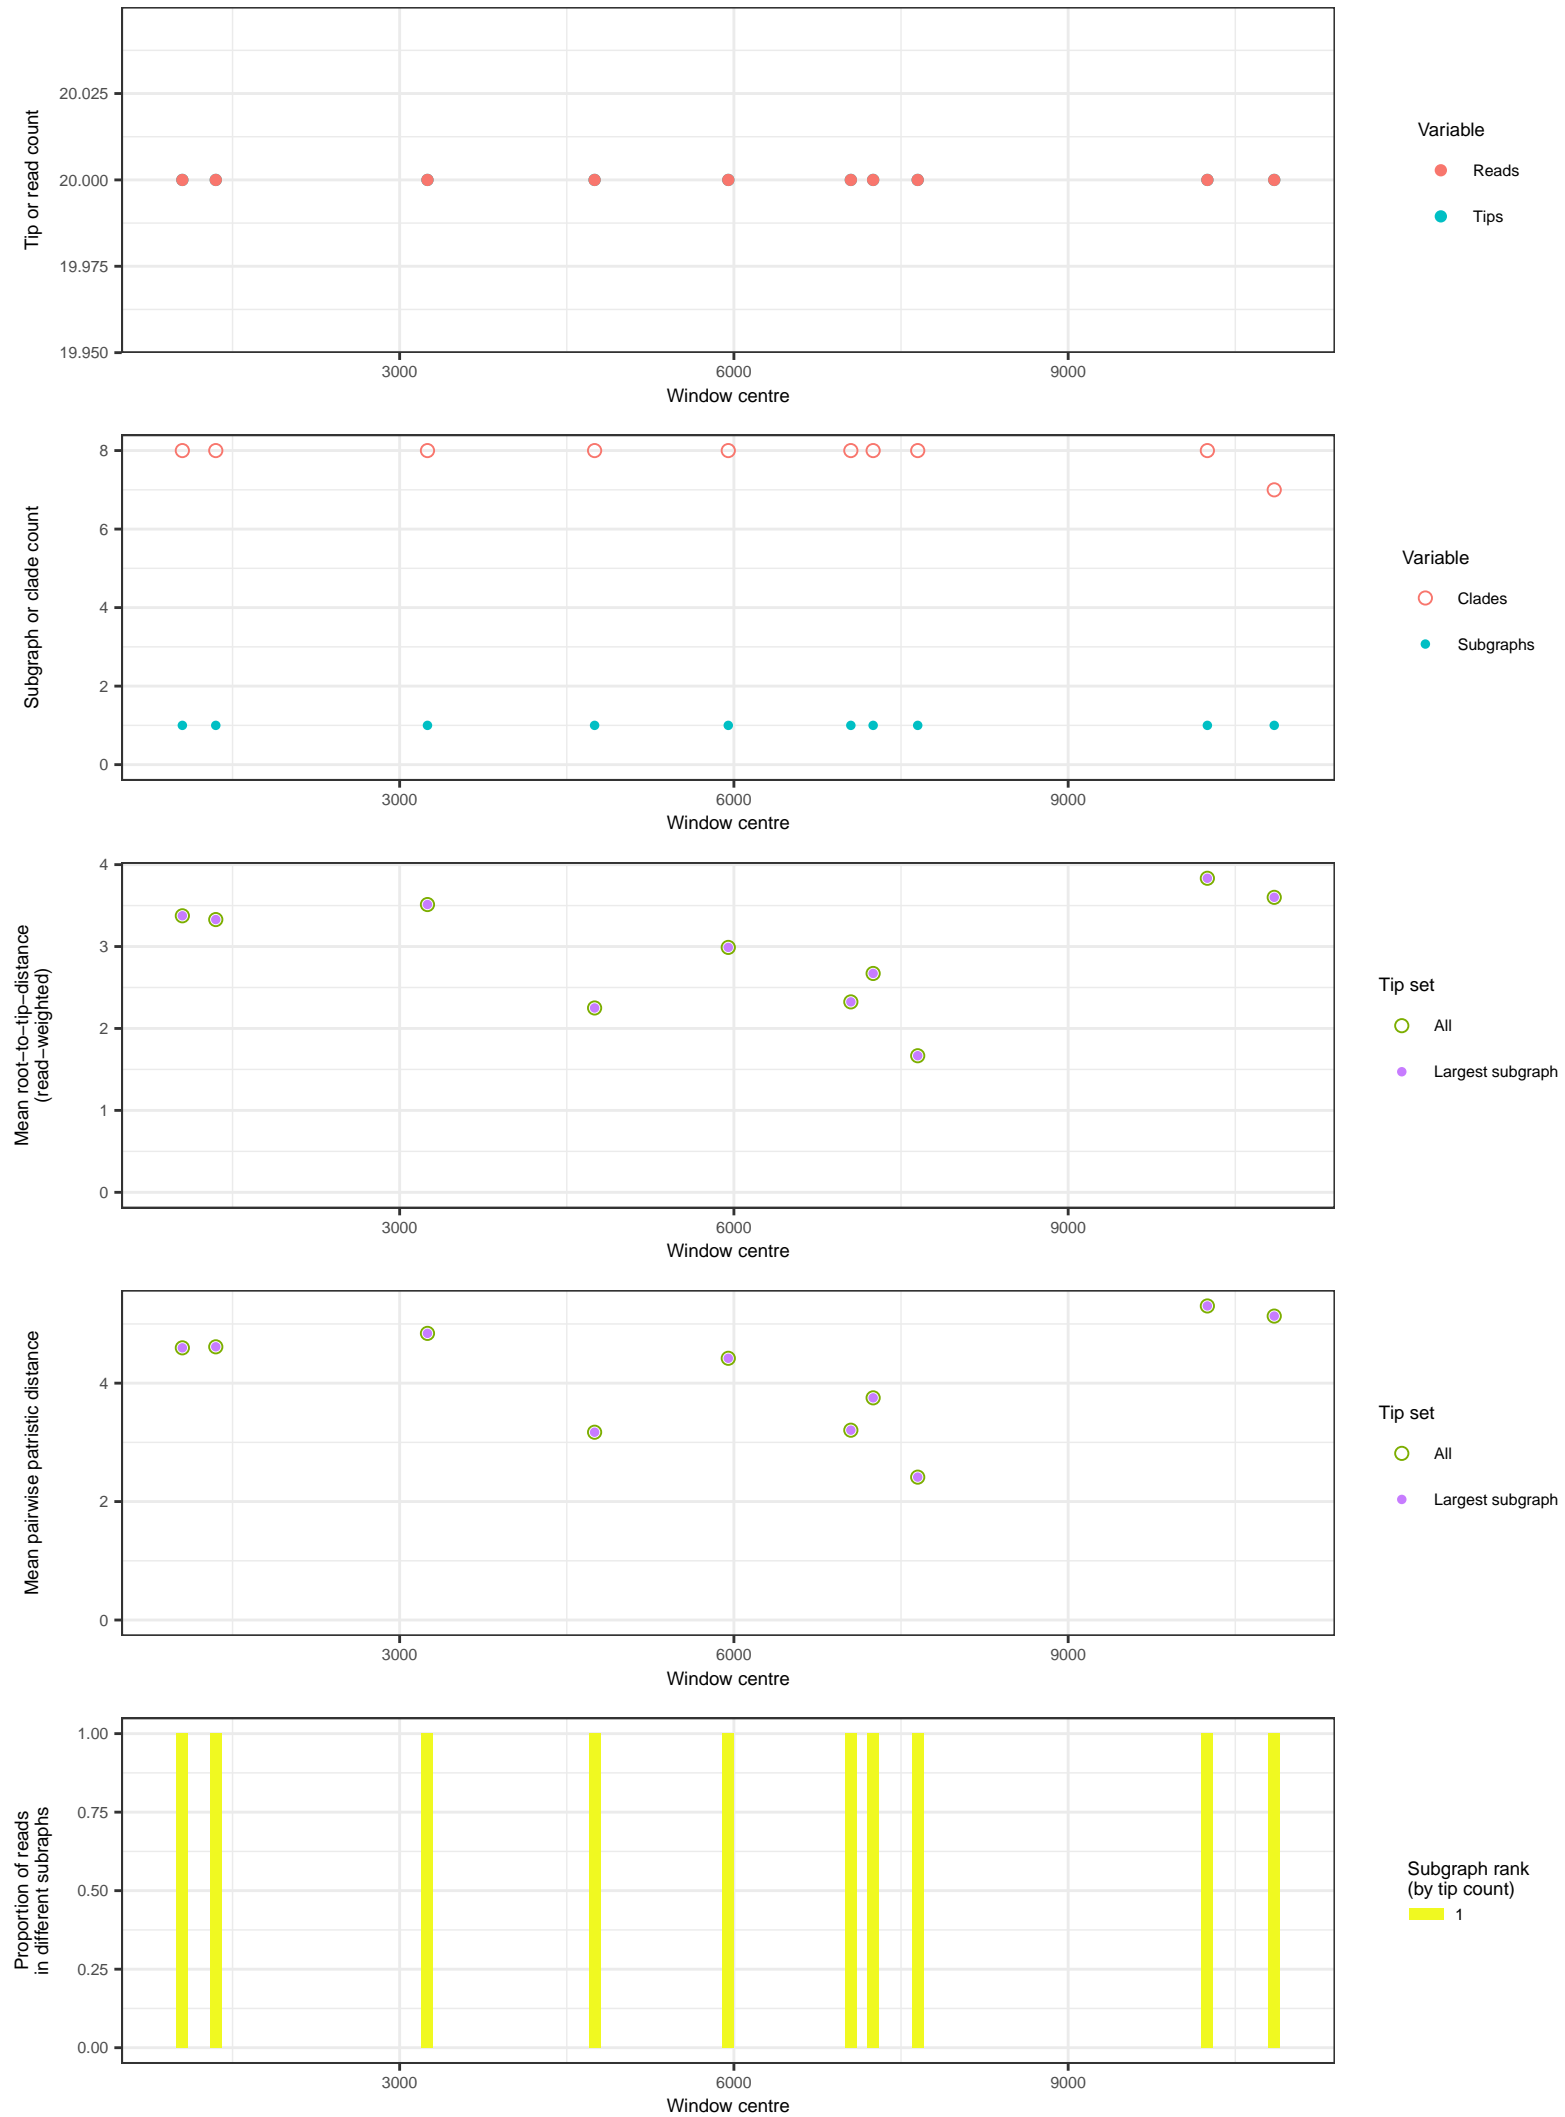 Tip or read count
20.025
20.000
19.975
19.950
3000 6000 9000
Window centre
Variable
Reads
Tips
Subgraph or clade count
8
6
4
2
0
3000 6000 9000
Window centre
Variable
Clades
Subgraphs
Mean root−to−tip−distance
(read−weighted)
4
3
2
1
0
3000 6000 9000
Window centre
Tip set
All
Largest subgraph
Mean pairwise patristic distance
4
2
0
3000 6000 9000
Window centre
Tip set
All
Largest subgraph
Proportion of reads
in different subraphs
1.00
0.75
0.50
0.25
0.00
3000 6000 9000
Window centre
Subgraph rank
(by tip count)
1